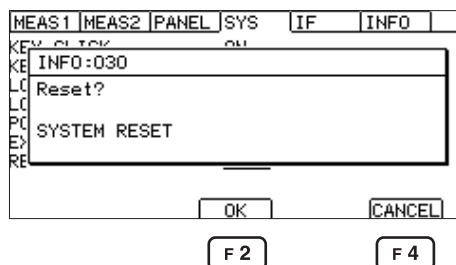 MEAS1 MEAS2 PANEL SYS IF INFO
INFO:030
Reset?
SYSTEM RESET
OK CANCEL
F2 F4